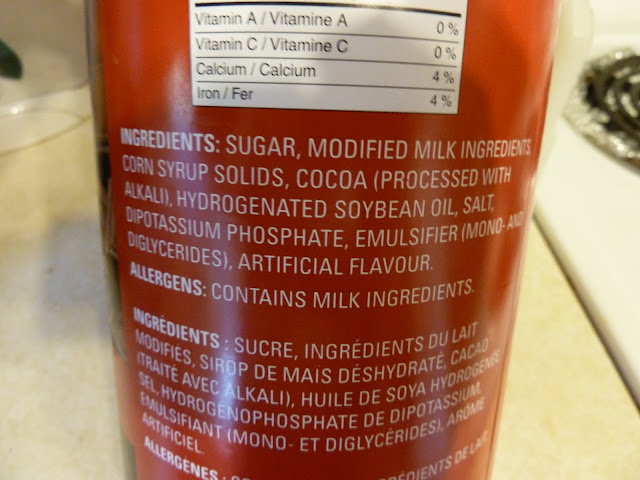 Vitamin A / Vitamine A 0 %
Vitamin C / Vitamine C 0 %
Calcium / Calcium 4 %
Iron / Fer 4 %
INGREDIENTS: SUGAR, MODIFIED MILK INGREDIENTS,
CORN SYRUP SOLIDS, COCOA (PROCESSED WITH
ALKALI), HYDROGENATED SOYBEAN OIL, SALT,
DIPOTASSIUM PHOSPHATE, EMULSIFIER (MONO- AND
DIGLYCERIDES), ARTIFICIAL FLAVOUR.
ALLERGENS: CONTAINS MILK INGREDIENTS.
INGRÉDIENTS : SUCRE, INGRÉDIENTS DU LAIT
MODIFIÉS, SIROP DE MAIS DÉSHYDRATÉ, CACAO
(TRAITÉ AVEC ALKALI), HUILE DE SOYA HYDROGÉNÉE,
SEL, HYDROGÉNOPHOSPHATE DE DIPOTASSIUM,
ÉMULSIFIANT (MONO- ET DIGLYCÉRIDES), ARÔME
ARTIFICIEL.
ALLERGÈNES : DE LAIT